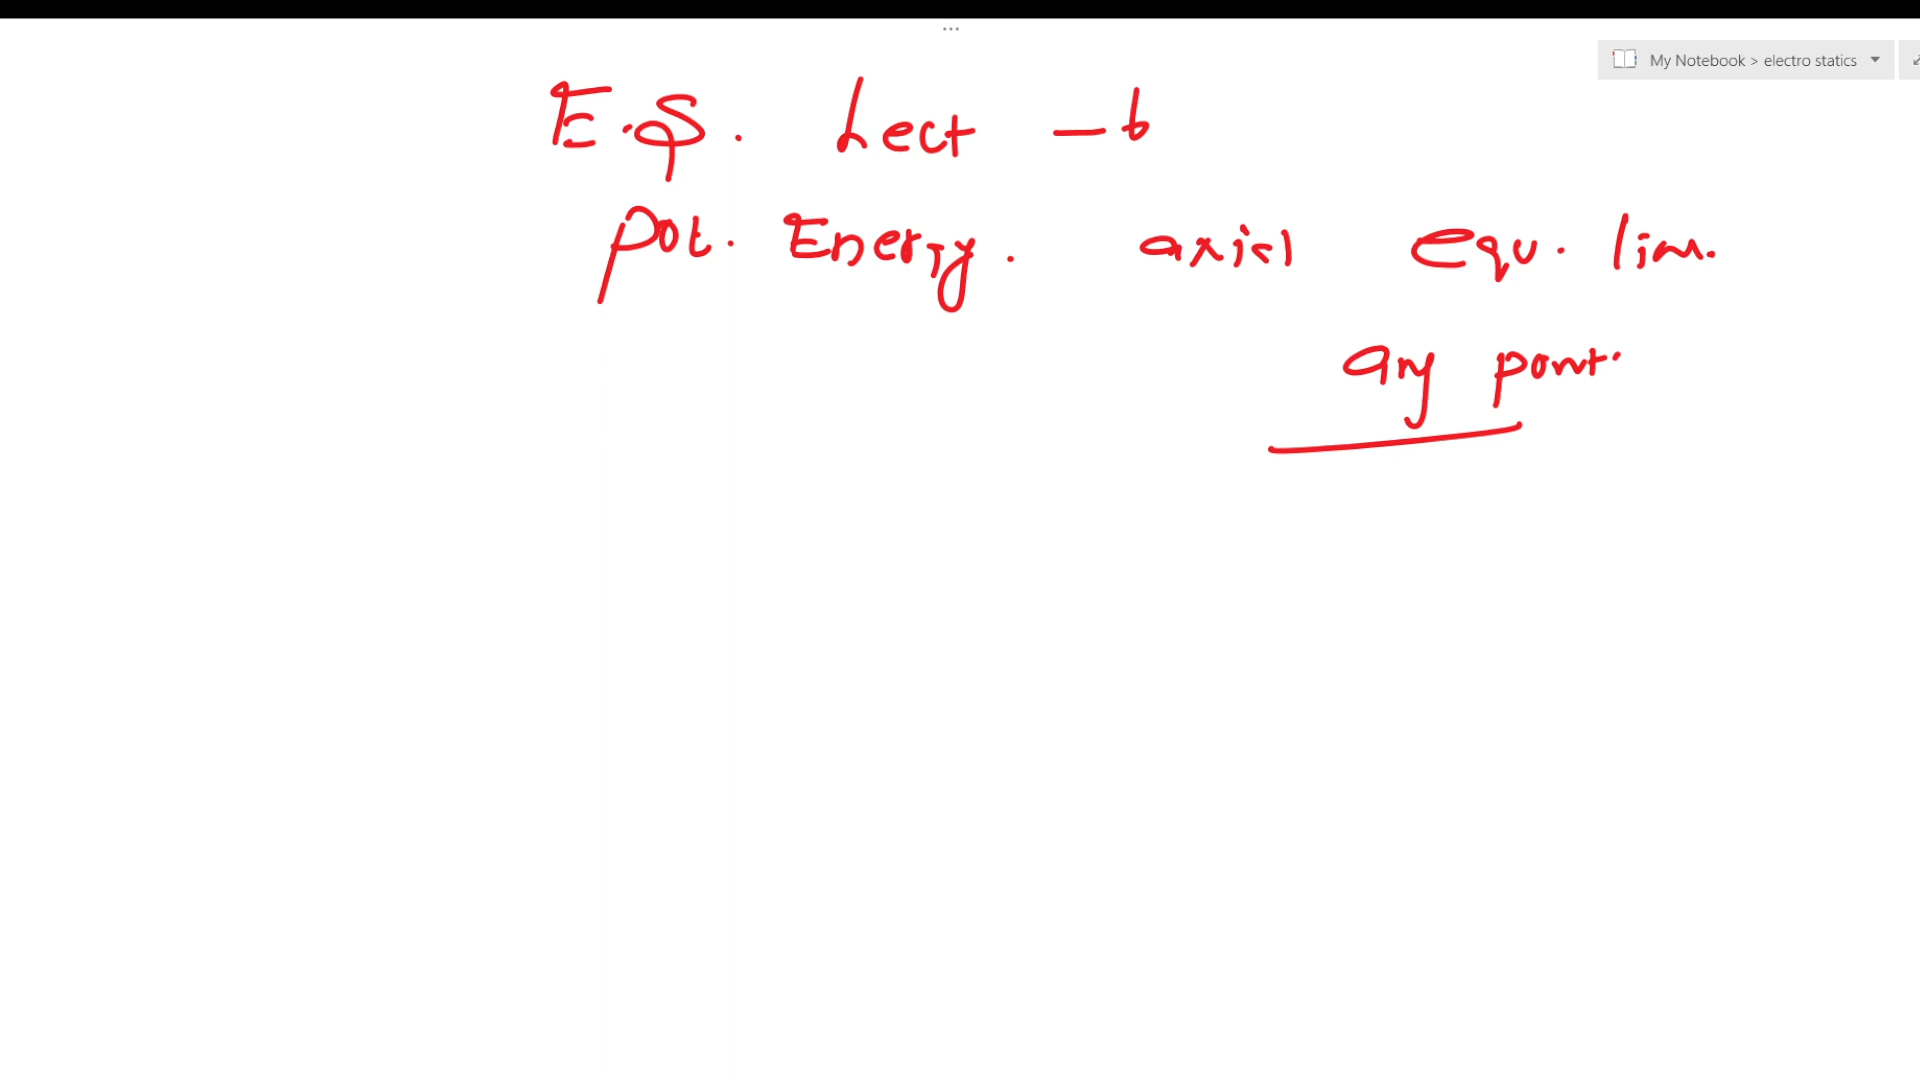 My Notebook > electro statics
E.S. Lect - 6
Pot. Energy. axial equ. line.
any point.